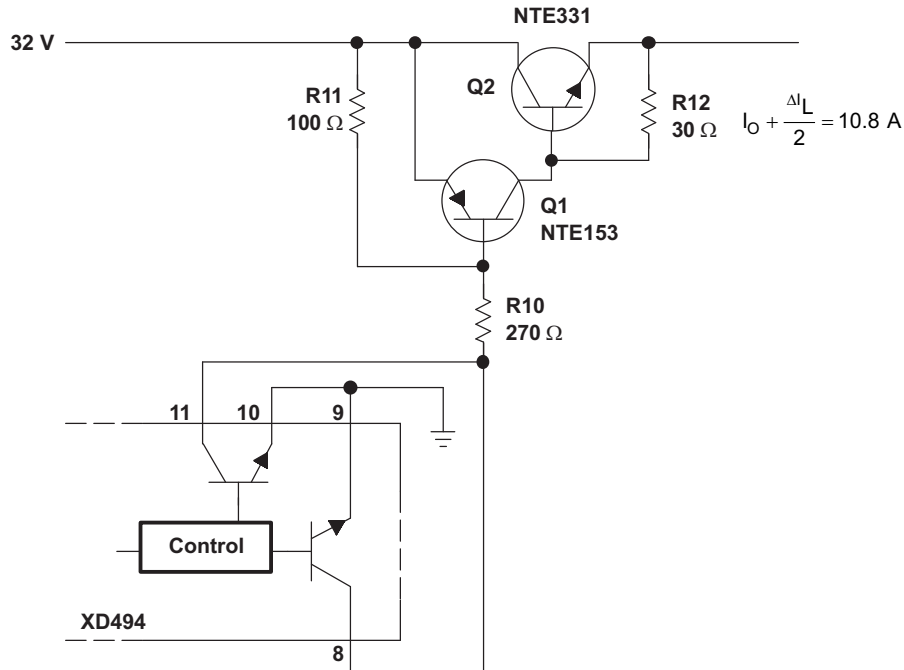 NTE331
32 V
Q2
R11
100 Ω
R12
30 Ω
I_O + ΔI_L/2 = 10.8 A
Q1
NTE153
R10
270 Ω
11
10
9
Control
XD494
8